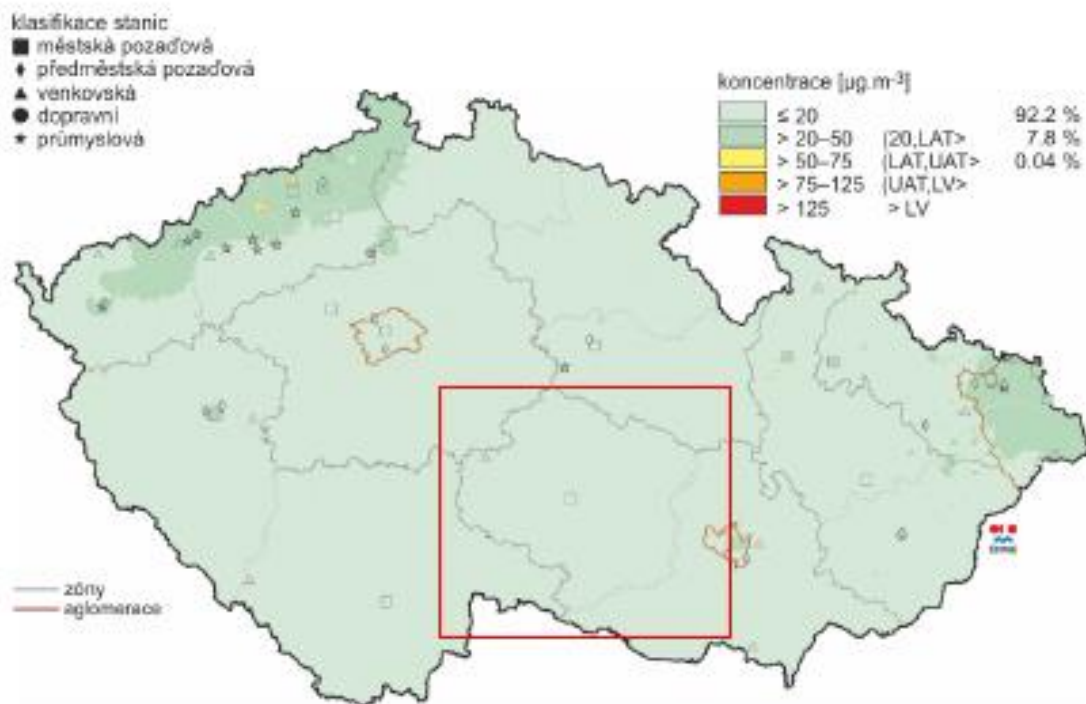 klasifikace stanic
městská pozaďová
předměstská pozaďová
venkovská
dopravní
průmyslová
koncentrace [µg.m-3]
≤ 20 92.2 %
> 20–50 (20,LAT> 7.8 %
> 50–75 (LAT,UAT> 0.04 %
> 75–125 (UAT,LV>
> 125 > LV
zóny
aglomerace